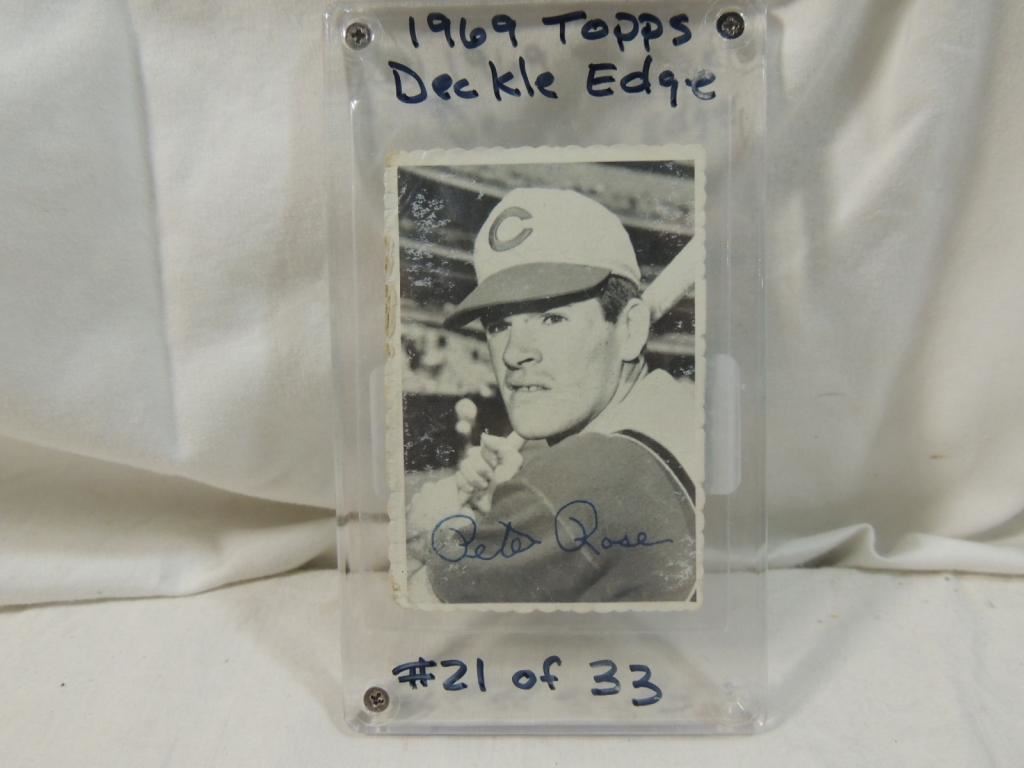 1969 Topps
Deckle Edge
C
Pete Rose
#21 of 33